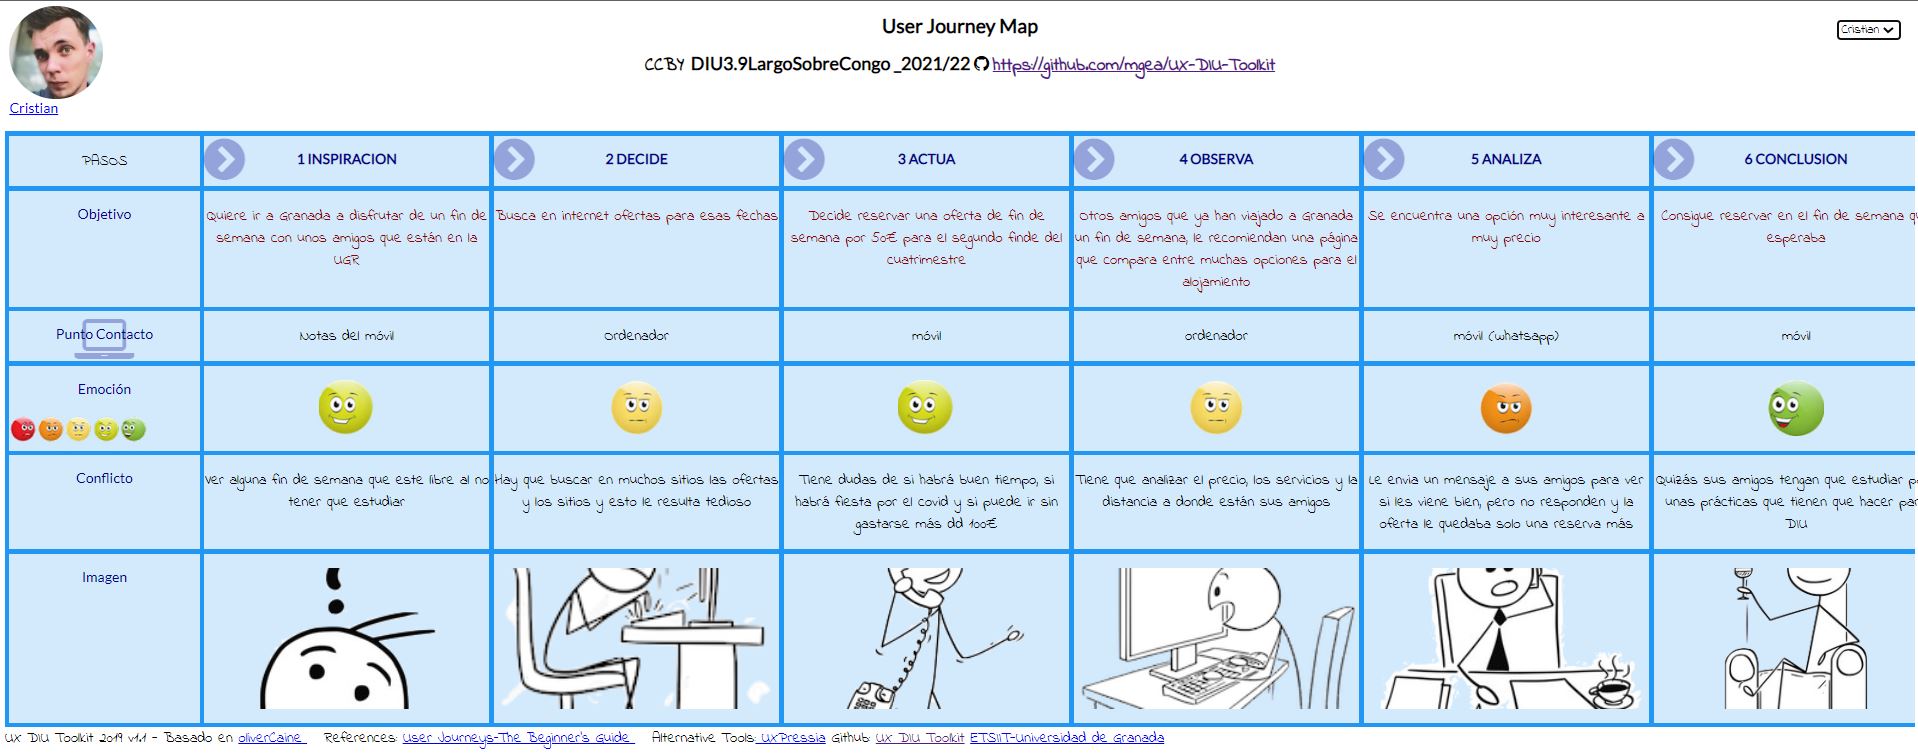 User Journey Map
Cristian
CCBY DIU3.9LargoSobreCongo _2021/22 https://github.com/mgea/UX-DIU-Toolkit
Cristian
PASOS
1 INSPIRACION
2 DECIDE
3 ACTUA
4 OBSERVA
5 ANALIZA
6 CONCLUSION
Objetivo
Quiere ir a Granada a disfrutar de un fin de
semana con unos amigos que están en la
UGR
Busca en internet ofertas para esas fechas
Decide reservar una oferta de fin de
semana por 50€ para el segundo finde del
cuatrimestre
Otros amigos que ya han viajado a Granada
un fin de semana, le recomiendan una página
que compara entre muchas opciones para el
alojamiento
Se encuentra una opción muy interesante a
muy precio
Consigue reservar en el fin de semana
esperaba
Punto Contacto
Notas del móvil
Ordenador
móvil
ordenador
móvil (whatsapp)
móvil
Emoción
Conflicto
Ver alguna fin de semana que este libre al no
tener que estudiar
Hay que buscar en muchos sitios las ofertas
y los sitios y esto le resulta tedioso
Tiene dudas de si habrá buen tiempo, si
habrá fiesta por el covid y si puede ir sin
gastarse más dd 100€
Tiene que analizar el precio, los servicios y la
distancia a donde están sus amigos
Le envia un mensaje a sus amigos para ver
si les viene bien, pero no responden y la
oferta le quedaba solo una reserva más
Quizás sus amigos tengan que estudiar
unas prácticas que tienen que hacer
DIU
Imagen
UX DIU Toolkit 2019 v1.1 - Basado en oliverCaine References: User Journeys-The Beginner's Guide Alternative Tools: UXPressia Github: UX DIU Toolkit ETSIIT-Universidad de Granada